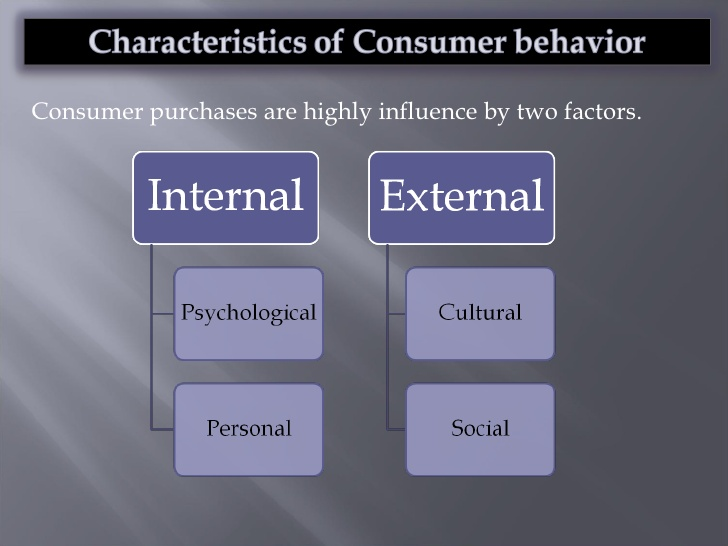 Characteristics of Consumer behavior
Consumer purchases are highly influence by two factors.
Internal
Psychological
Personal
External
Cultural
Social